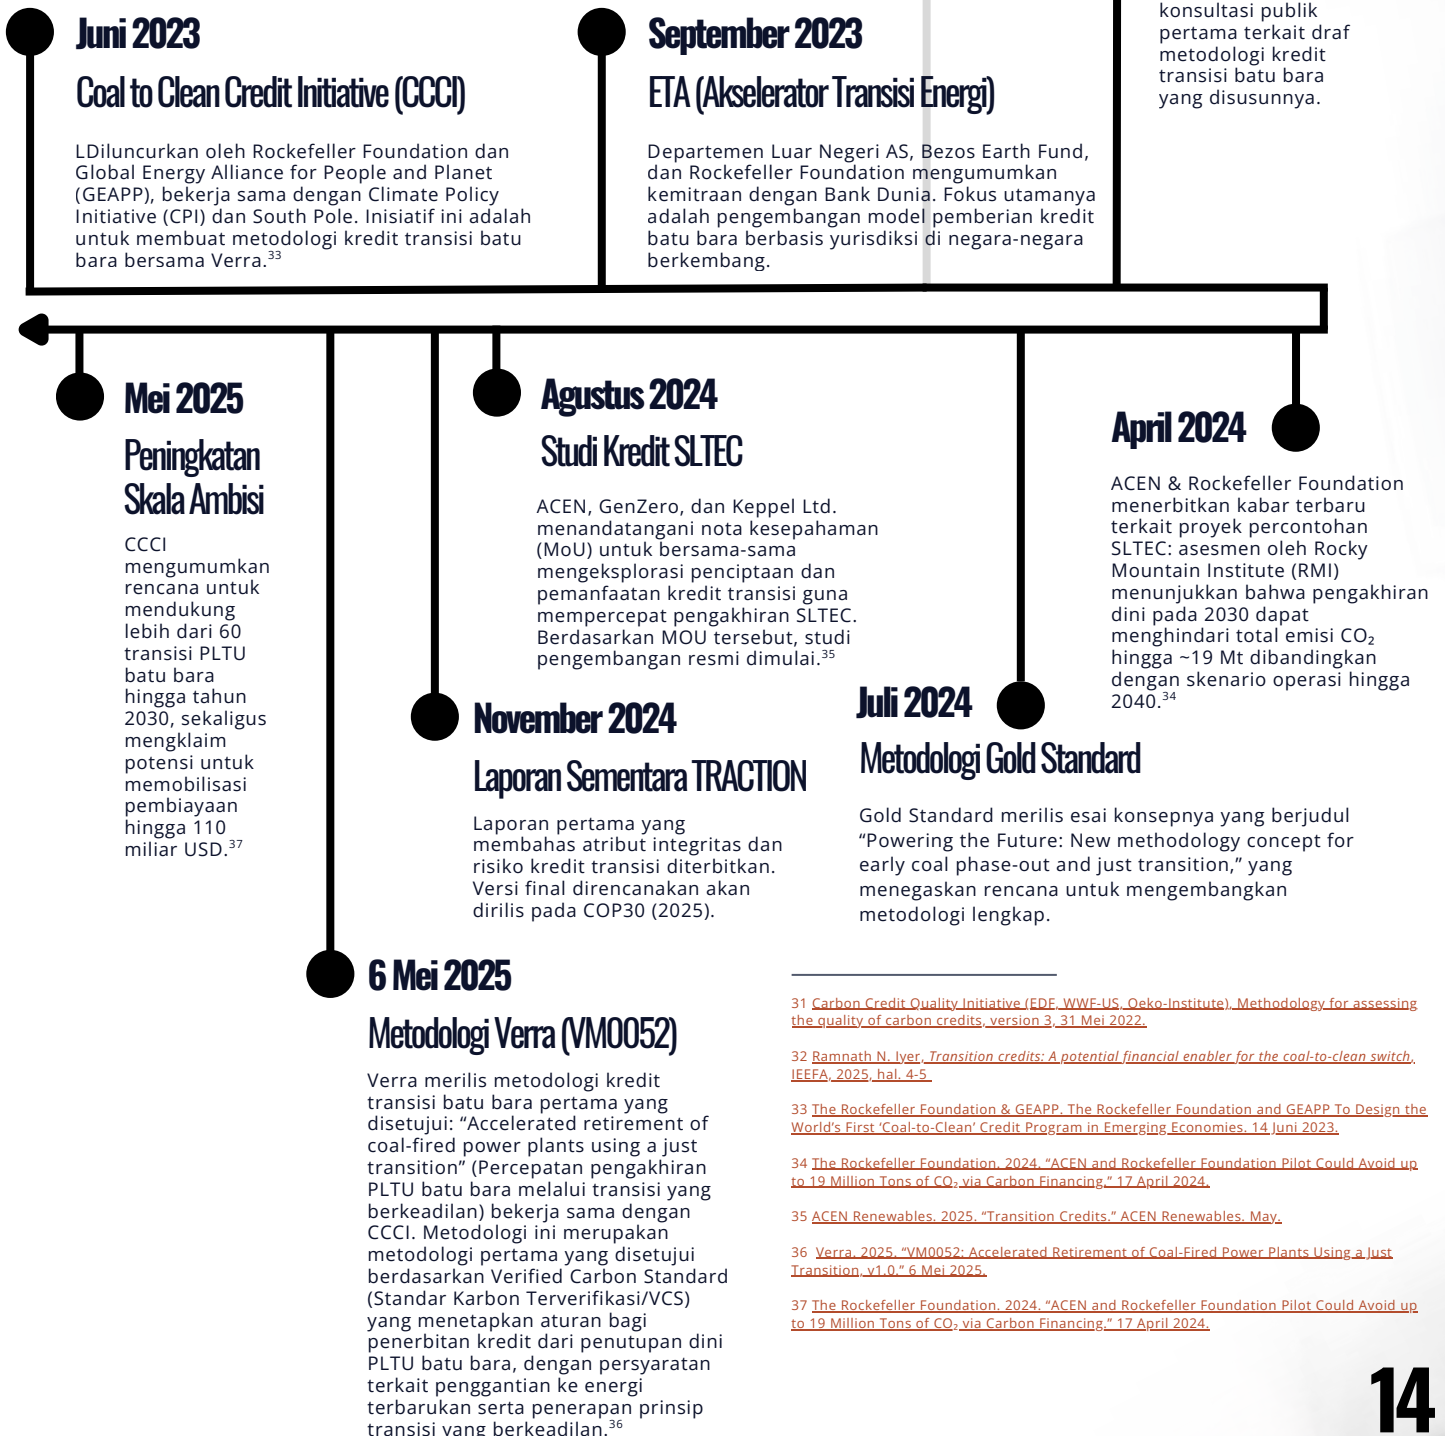 Juni 2023
Coal to Clean Credit Initiative (CCCI)
LDiluncurkan oleh Rockefeller Foundation dan
Global Energy Alliance for People and Planet
(GEAPP), bekerja sama dengan Climate Policy
Initiative (CPI) dan South Pole. Inisiatif ini adalah
untuk membuat metodologi kredit transisi batu
bara bersama Verra.33
September 2023
ETA (Akselerator Transisi Energi)
Departemen Luar Negeri AS, Bezos Earth Fund,
dan Rockefeller Foundation mengumumkan
kemitraan dengan Bank Dunia. Fokus utamanya
adalah pengembangan model pemberian kredit
batu bara berbasis yurisdiksi di negara-negara
berkembang.
konsultasi publik
pertama terkait draf
metodologi kredit
transisi batu bara
yang disusunnya.
April 2024
ACEN & Rockefeller Foundation
menerbitkan kabar terbaru
terkait proyek percontohan
SLTEC: asesmen oleh Rocky
Mountain Institute (RMI)
menunjukkan bahwa pengakhiran
dini pada 2030 dapat
menghindari total emisi CO₂
hingga ~19 Mt dibandingkan
dengan skenario operasi hingga
2040.34
Juli 2024
Metodologi Gold Standard
Gold Standard merilis esai konsepnya yang berjudul
“Powering the Future: New methodology concept for
early coal phase-out and just transition,” yang
menegaskan rencana untuk mengembangkan
metodologi lengkap.
Agustus 2024
Studi Kredit SLTEC
ACEN, GenZero, dan Keppel Ltd.
menandatangani nota kesepahaman
(MoU) untuk bersama-sama
mengeksplorasi penciptaan dan
pemanfaatan kredit transisi guna
mempercepat pengakhiran SLTEC.
Berdasarkan MOU tersebut, studi
pengembangan resmi dimulai.35
November 2024
Laporan Sementara TRACTION
Laporan pertama yang
membahas atribut integritas dan
risiko kredit transisi diterbitkan.
Versi final direncanakan akan
dirilis pada COP30 (2025).
6 Mei 2025
Metodologi Verra (VM0052)
Verra merilis metodologi kredit
transisi batu bara pertama yang
disetujui: “Accelerated retirement of
coal-fired power plants using a just
transition” (Percepatan pengakhiran
PLTU batu bara melalui transisi yang
berkeadilan) bekerja sama dengan
CCCI. Metodologi ini merupakan
metodologi pertama yang disetujui
berdasarkan Verified Carbon Standard
(Standar Karbon Terverifikasi/VCS)
yang menetapkan aturan bagi
penerbitan kredit dari penutupan dini
PLTU batu bara, dengan persyaratan
terkait penggantian ke energi
terbarukan serta penerapan prinsip
transisi yang berkeadilan.36
Mei 2025
Peningkatan
Skala Ambisi
CCCI
mengumumkan
rencana untuk
mendukung
lebih dari 60
transisi PLTU
batu bara
hingga tahun
2030, sekaligus
mengklaim
potensi untuk
memobilisasi
pembiayaan
hingga 110
miliar USD.37
31 Carbon Credit Quality Initiative (EDF, WWF-US, Oeko-Institute), Methodology for assessing
the quality of carbon credits, version 3, 31 Mei 2022.
32 Ramnath N. Iyer, Transition credits: A potential financial enabler for the coal-to-clean switch,
IEEFA, 2025, hal. 4-5
33 The Rockefeller Foundation & GEAPP. The Rockefeller Foundation and GEAPP To Design the
World’s First ‘Coal-to-Clean’ Credit Program in Emerging Economies. 14 Juni 2023.
34 The Rockefeller Foundation. 2024. “ACEN and Rockefeller Foundation Pilot Could Avoid up
to 19 Million Tons of CO₂ via Carbon Financing.” 17 April 2024.
35 ACEN Renewables. 2025. “Transition Credits.” ACEN Renewables. May.
36 Verra. 2025. “VM0052: Accelerated Retirement of Coal-Fired Power Plants Using a Just
Transition, v1.0.” 6 Mei 2025.
37 The Rockefeller Foundation. 2024. “ACEN and Rockefeller Foundation Pilot Could Avoid up
to 19 Million Tons of CO₂ via Carbon Financing.” 17 April 2024.
14